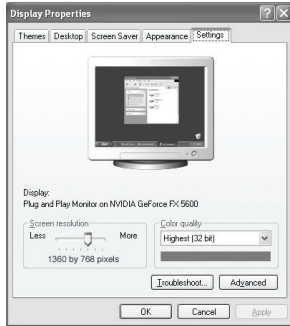 Display Properties
Themes Desktop Screen Saver Appearance Settings
Display:
Plug and Play Monitor on NVIDIA GeForce FX 5600
Screen resolution
Less More
1360 by 768 pixels
Color quality
Highest (32 bit)
Troubleshoot... Advanced
OK Cancel Apply